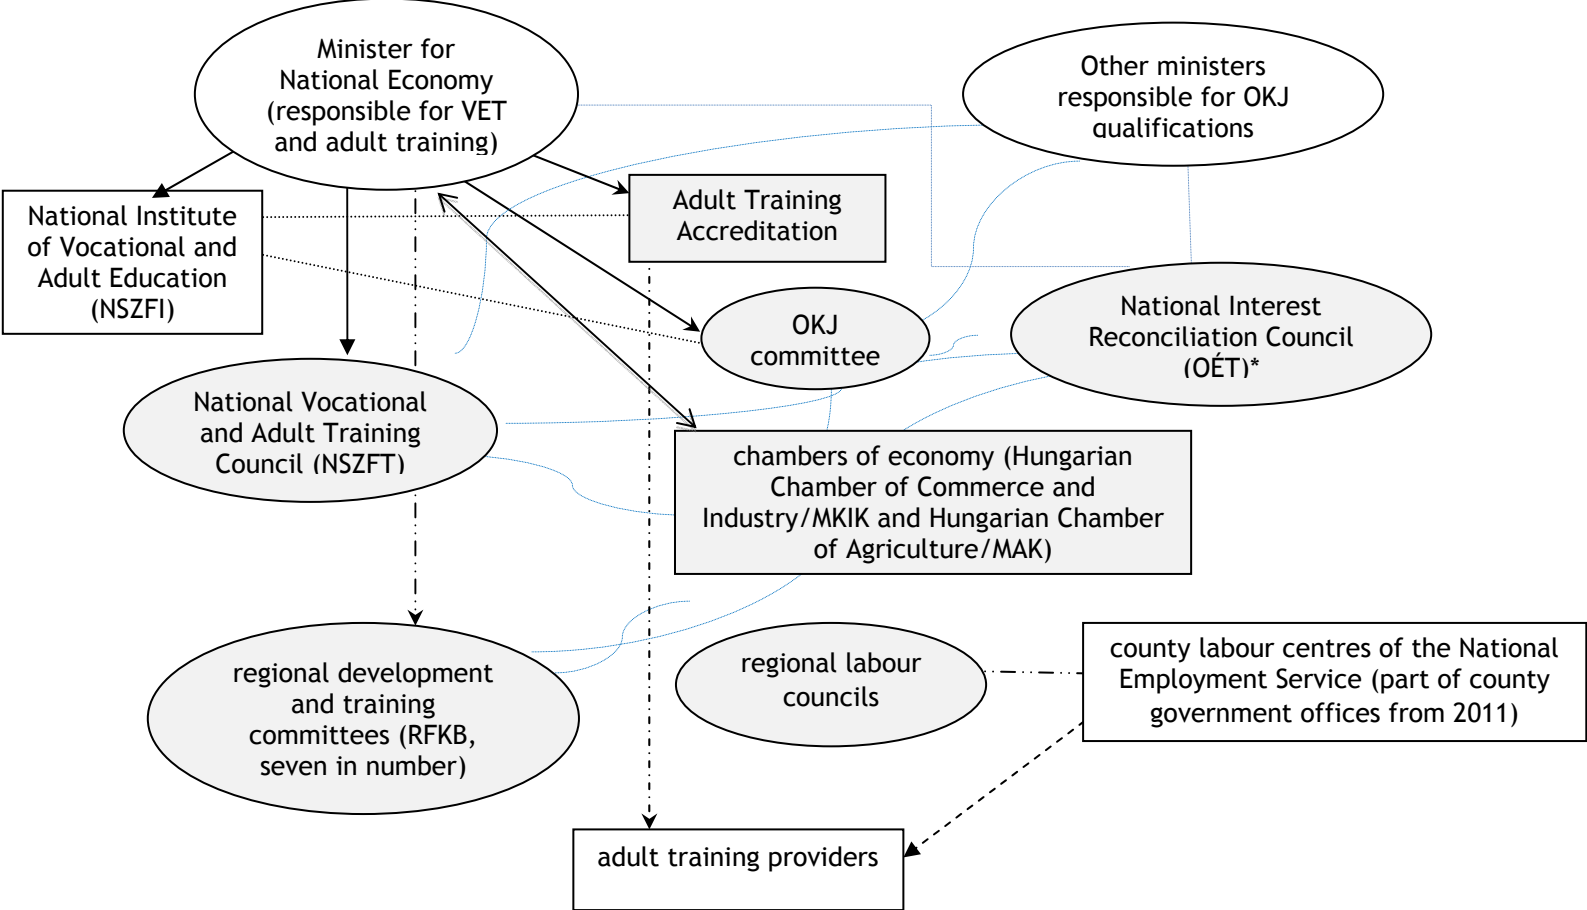 Minister for
National Economy
(responsible for VET
and adult training)
Other ministers
responsible for OKJ
qualifications
National Institute
of Vocational and
Adult Education
(NSZFI)
Adult Training
Accreditation
OKJ
committee
National Interest
Reconciliation Council
(OÉT)*
National Vocational
and Adult Training
Council (NSZFT)
chambers of economy (Hungarian
Chamber of Commerce and
Industry/MKIK and Hungarian Chamber
of Agriculture/MAK)
regional development
and training
committees (RFKB,
seven in number)
regional labour
councils
county labour centres of the National
Employment Service (part of county
government offices from 2011)
adult training providers